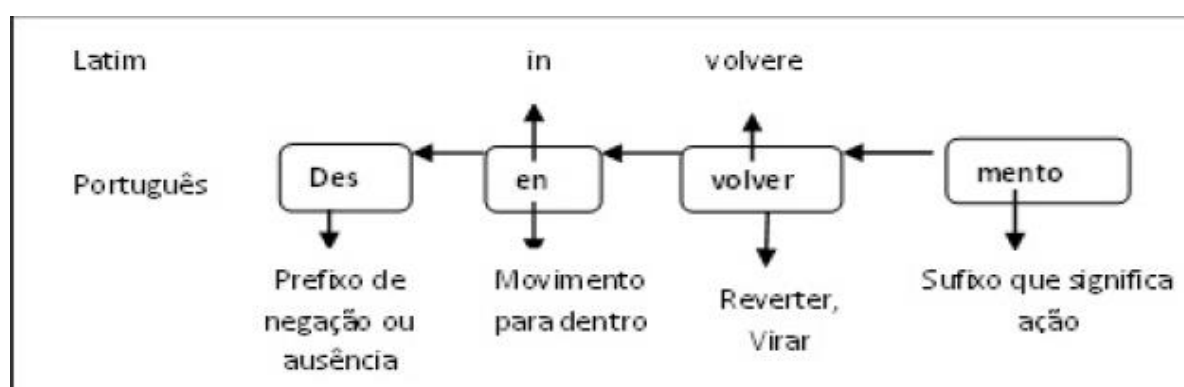 Latim in volvere
Português Des en volver mento
Prefixo de
negação ou
ausência
Movimento
para dentro
Reverter,
Virar
Sufixo que significa
ação